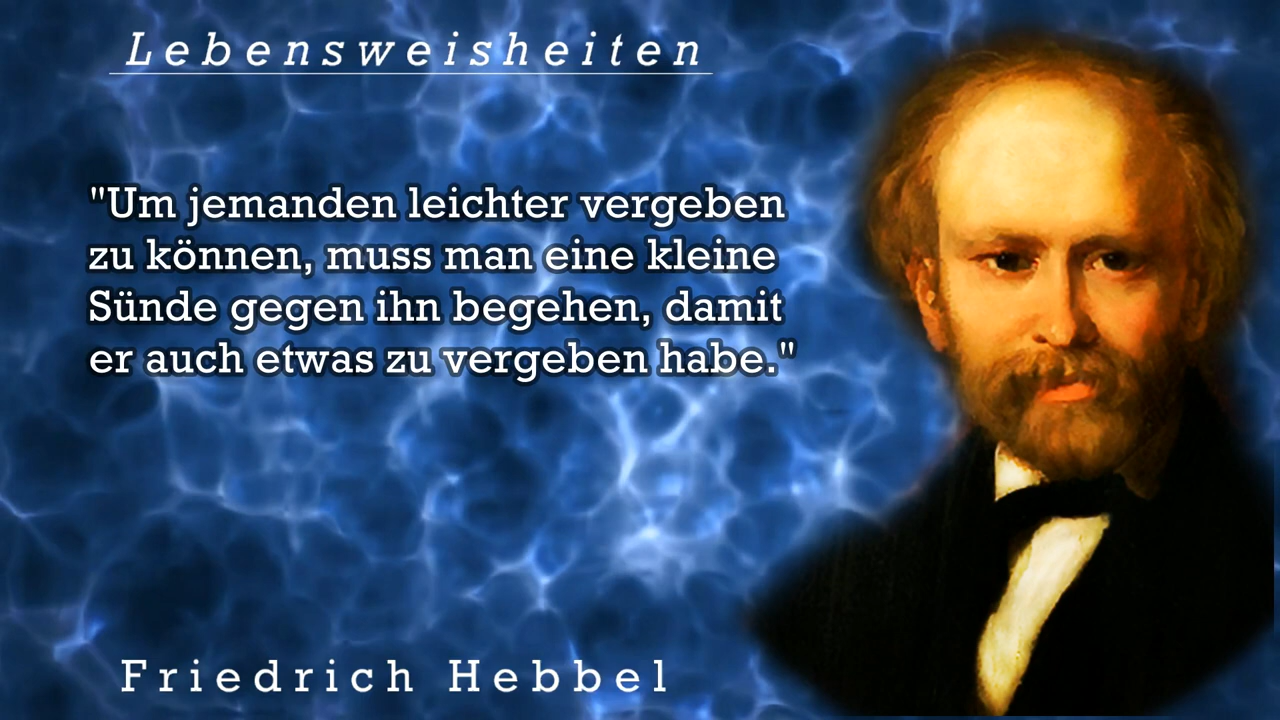 Lebensweisheiten
"Um jemanden leichter vergeben
zu können, muss man eine kleine
Sünde gegen ihn begehen, damit
er auch etwas zu vergeben habe."
Friedrich Hebbel